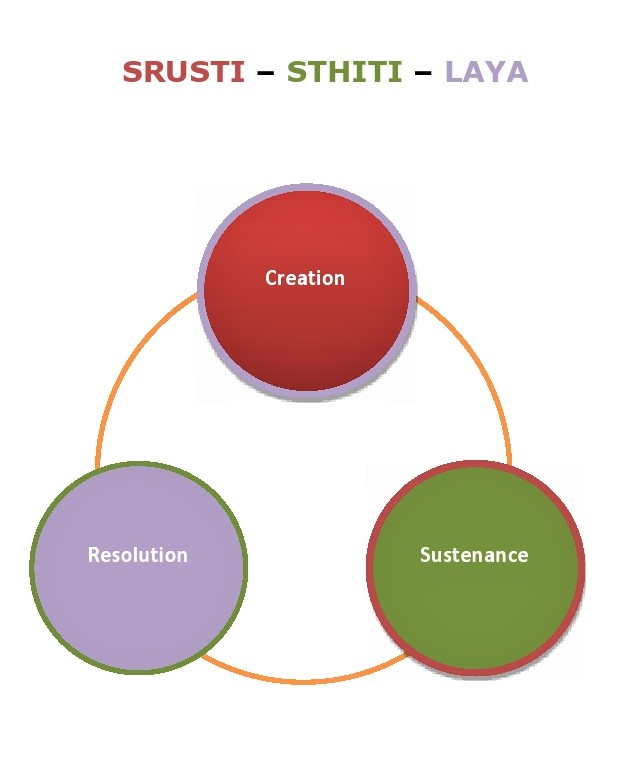 SRUSTI – STHITI – LAYA
Creation
Resolution
Sustenance